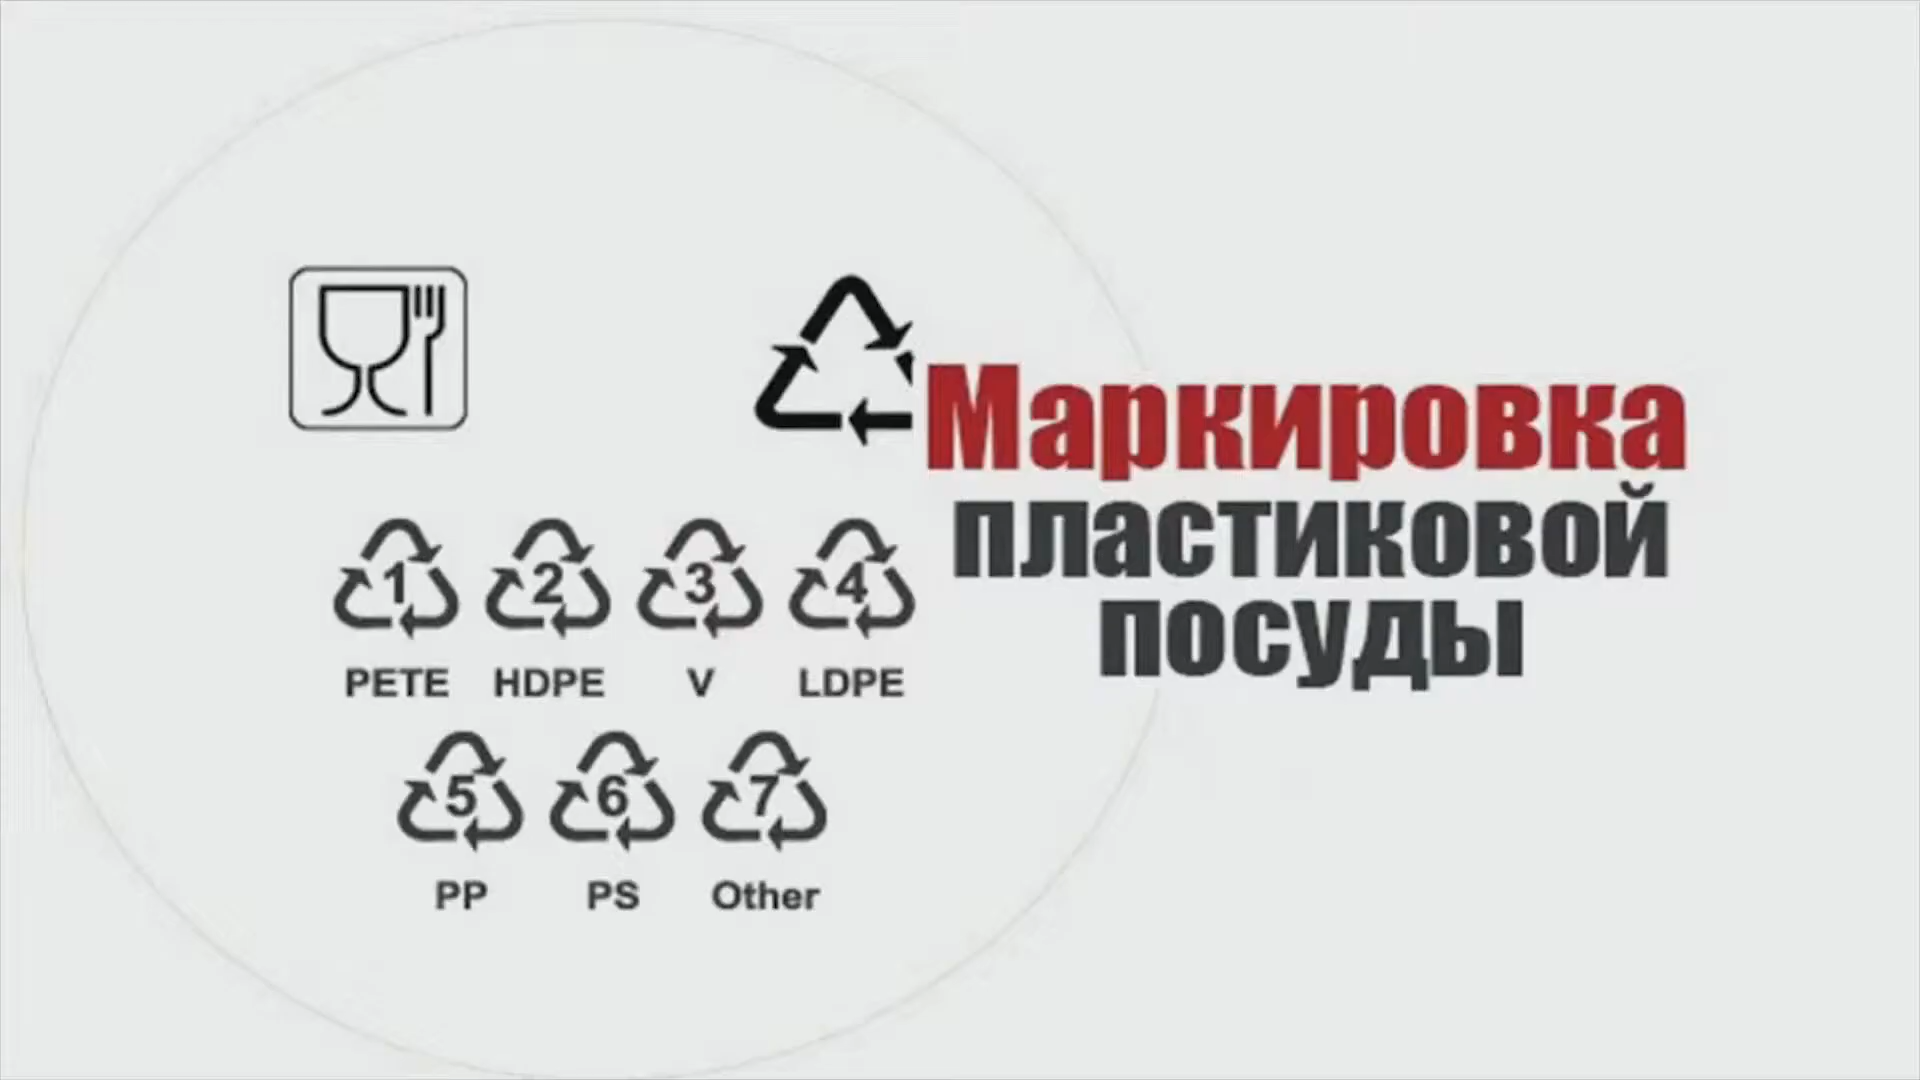 Маркировка
пластиковой
посуды
1 2 3 4
PETE HDPE V LDPE
5 6 7
PP PS Other